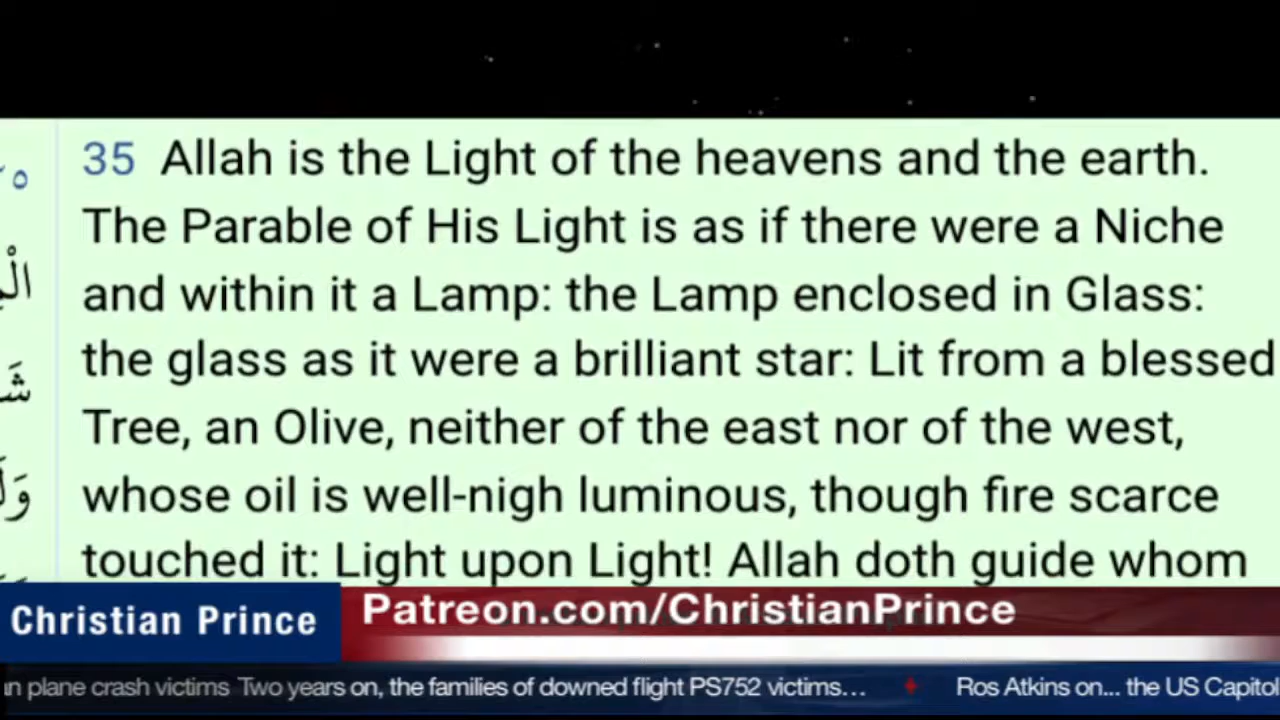 35 Allah is the Light of the heavens and the earth.
The Parable of His Light is as if there were a Niche
and within it a Lamp: the Lamp enclosed in Glass:
the glass as it were a brilliant star: Lit from a blessed
Tree, an Olive, neither of the east nor of the west,
whose oil is well-nigh luminous, though fire scarce
touched it: Light upon Light! Allah doth guide whom
Christian Prince
Patreon.com/ChristianPrince
plane crash victims Two years on, the families of downed flight PS752 victims... Ros Atkins on... the US Capitol